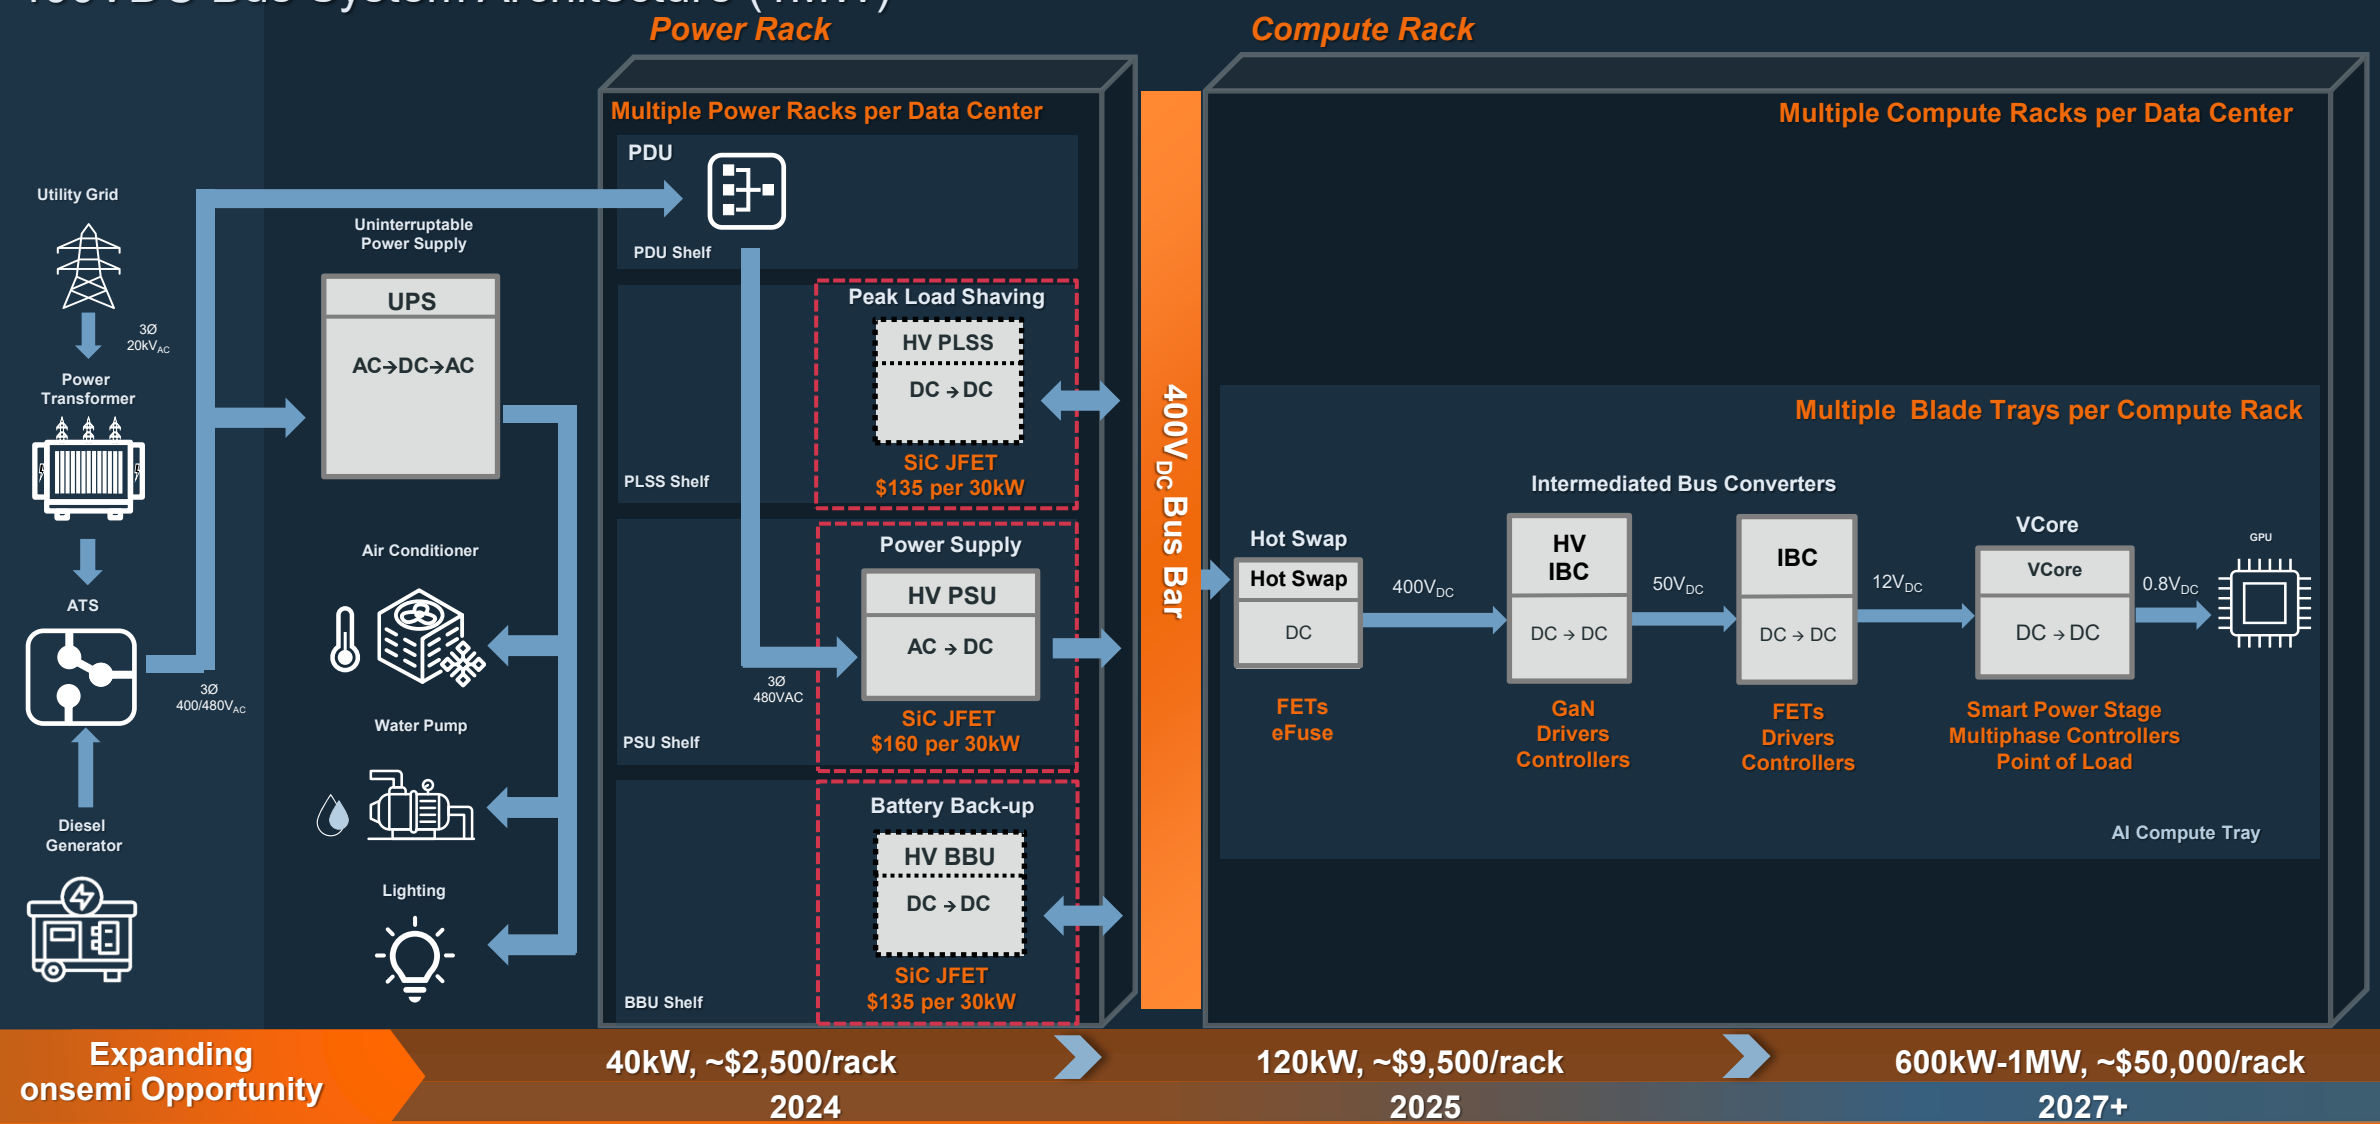 400VDC Bus System Architecture (1MW)
Power Rack
Compute Rack
Multiple Power Racks per Data Center
Multiple Compute Racks per Data Center
PDU
PDU Shelf
Utility Grid
3Ø
20kVAC
Power
Transformer
ATS
3Ø
400/480VAC
Diesel
Generator
Uninterruptable
Power Supply
UPS
AC→DC→AC
Air Conditioner
Water Pump
Lighting
Peak Load Shaving
HV PLSS
DC → DC
SiC JFET
$135 per 30kW
PLSS Shelf
Power Supply
HV PSU
AC → DC
3Ø
480VAC
SiC JFET
$160 per 30kW
PSU Shelf
Battery Back-up
HV BBU
DC → DC
SiC JFET
$135 per 30kW
BBU Shelf
400VDC Bus Bar
Multiple  Blade Trays per Compute Rack
Intermediated Bus Converters
Hot Swap
Hot Swap
DC
FETs
eFuse
400VDC
HV
IBC
DC → DC
GaN
Drivers
Controllers
50VDC
IBC
DC → DC
FETs
Drivers
Controllers
12VDC
VCore
VCore
DC → DC
Smart Power Stage
Multiphase Controllers
Point of Load
0.8VDC
GPU
AI Compute Tray
Expanding
onsemi Opportunity
40kW, ~$2,500/rack
120kW, ~$9,500/rack
600kW-1MW, ~$50,000/rack
2024
2025
2027+